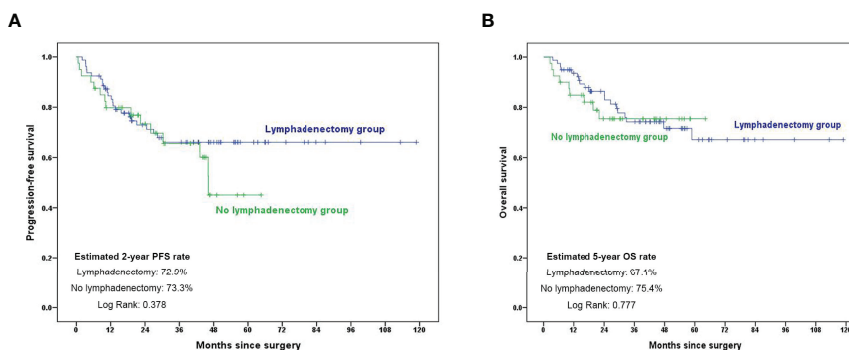 A
B
1.0
0.8
0.6
0.4
0.2
0.0
Progression-free survival
Lymphadenectomy group
No lymphadenectomy group
Estimated 2-year PFS rate
Lymphadenectomy:
No lymphadenectomy: 73.3%
Log Rank: 0.378
0 12 24 36 48 60 72 84 96 108 120
Months since surgery
1.0
0.8
0.6
0.4
0.2
0.0
Overall survival
No lymphadenectomy group
Lymphadenectomy group
Estimated 5-year OS rate
Lymphadenectomy:
No lymphadenectomy: 75.4%
Log Rank: 0.777
0 12 24 36 48 60 72 84 96 108 120
Months since surgery